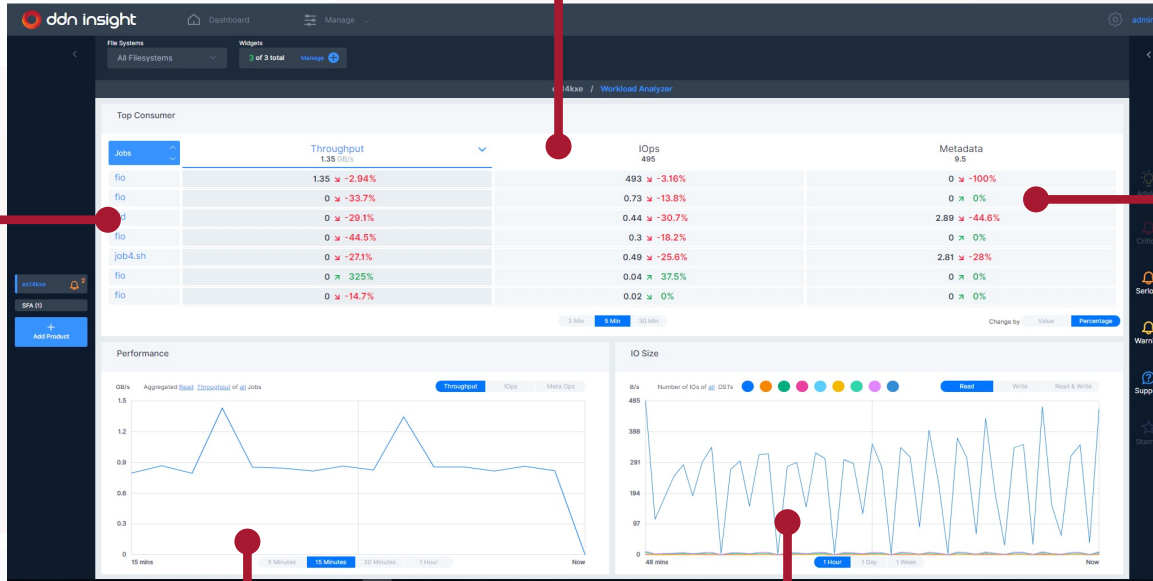 ddn insight
Dashboard
Manage
admin
File Systems
All Filesystems
Widgets
3 of 3 total Manage
/ Workload Analyzer
Top Consumer
Jobs Throughput 1.35 GB/s IOps 495 Metadata 9.5
fio 1.35 -2.94% 493 -3.16% 0 -100%
fio 0 -33.7% 0.73 -13.8% 0 0%
0 -29.1% 0.44 -30.7% 2.89 -44.6%
fio 0 -44.5% 0.3 -18.2% 0 0%
job4.sh 0 -27.1% 0.49 -25.6% 2.81 -28%
fio 0 325% 0.04 37.5% 0 0%
fio 0 -14.7% 0.02 0% 0 0%
3 Min 5 Min 30 Min
Change by Value Percentage
es14kxe 2
SFA (1)
+
Add Product
Performance
GB/s Aggregated Read Throughput of all Jobs
Throughput IOps Meta Ops
1.5
1.2
0.9
0.6
0.3
0
15 mins Now
5 Minutes 15 Minutes 30 Minutes 1 Hour
IO Size
B/s Number of IOs of all OSTs
Read Write Read & Write
485
388
291
194
97
0
48 mins Now
1 Hour 1 Day 1 Week